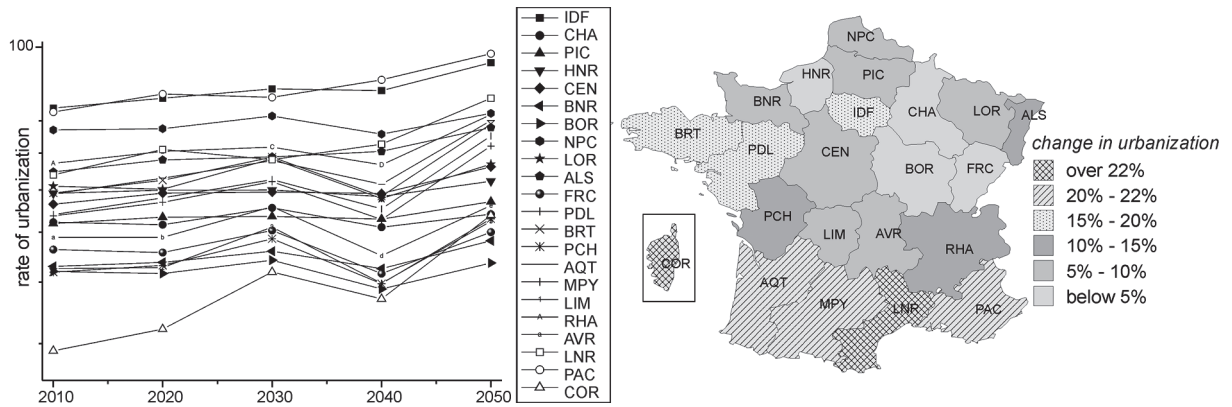 100
rate of urbanization
A
C
D
a
b
d
e
2010 2020 2030 2040 2050
IDF
CHA
PIC
HNR
CEN
BNR
BOR
NPC
LOR
ALS
FRC
PDL
BRT
PCH
AQT
MPY
LIM
A RHA
a AVR
LNR
PAC
COR
NPC
HNR PIC
BNR IDF CHA LOR ALS
BRT PDL CEN BOR FRC
PCH LIM AVR RHA
COR AQT MPY LNR PAC
change in urbanization
over 22%
20% - 22%
15% - 20%
10% - 15%
5% - 10%
below 5%